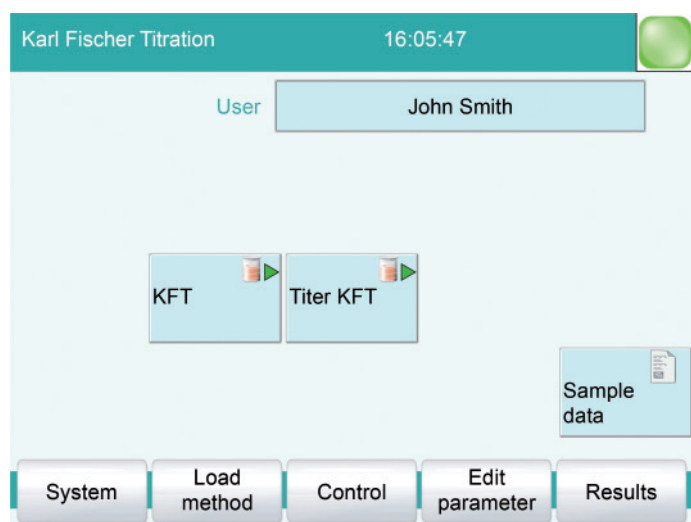 Karl Fischer Titration 16:05:47
User John Smith
KFT Titer KFT
Sample
data
System Load method Control Edit parameter Results